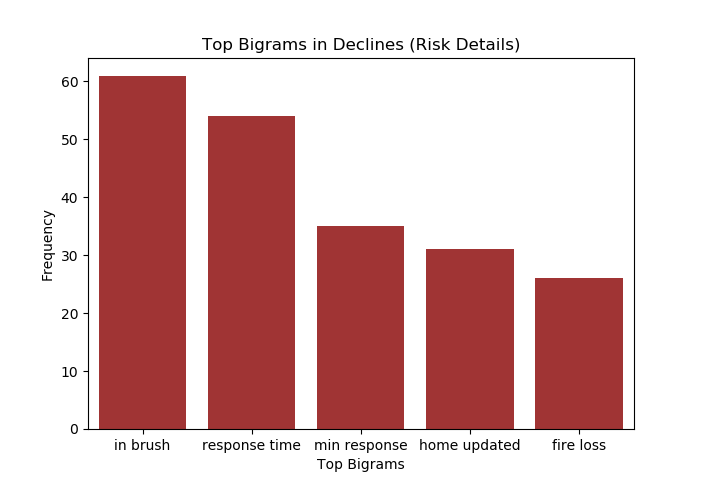 Top Bigrams in Declines (Risk Details)
60
50
40
30
20
10
0
Frequency
in brush response time min response home updated fire loss
Top Bigrams